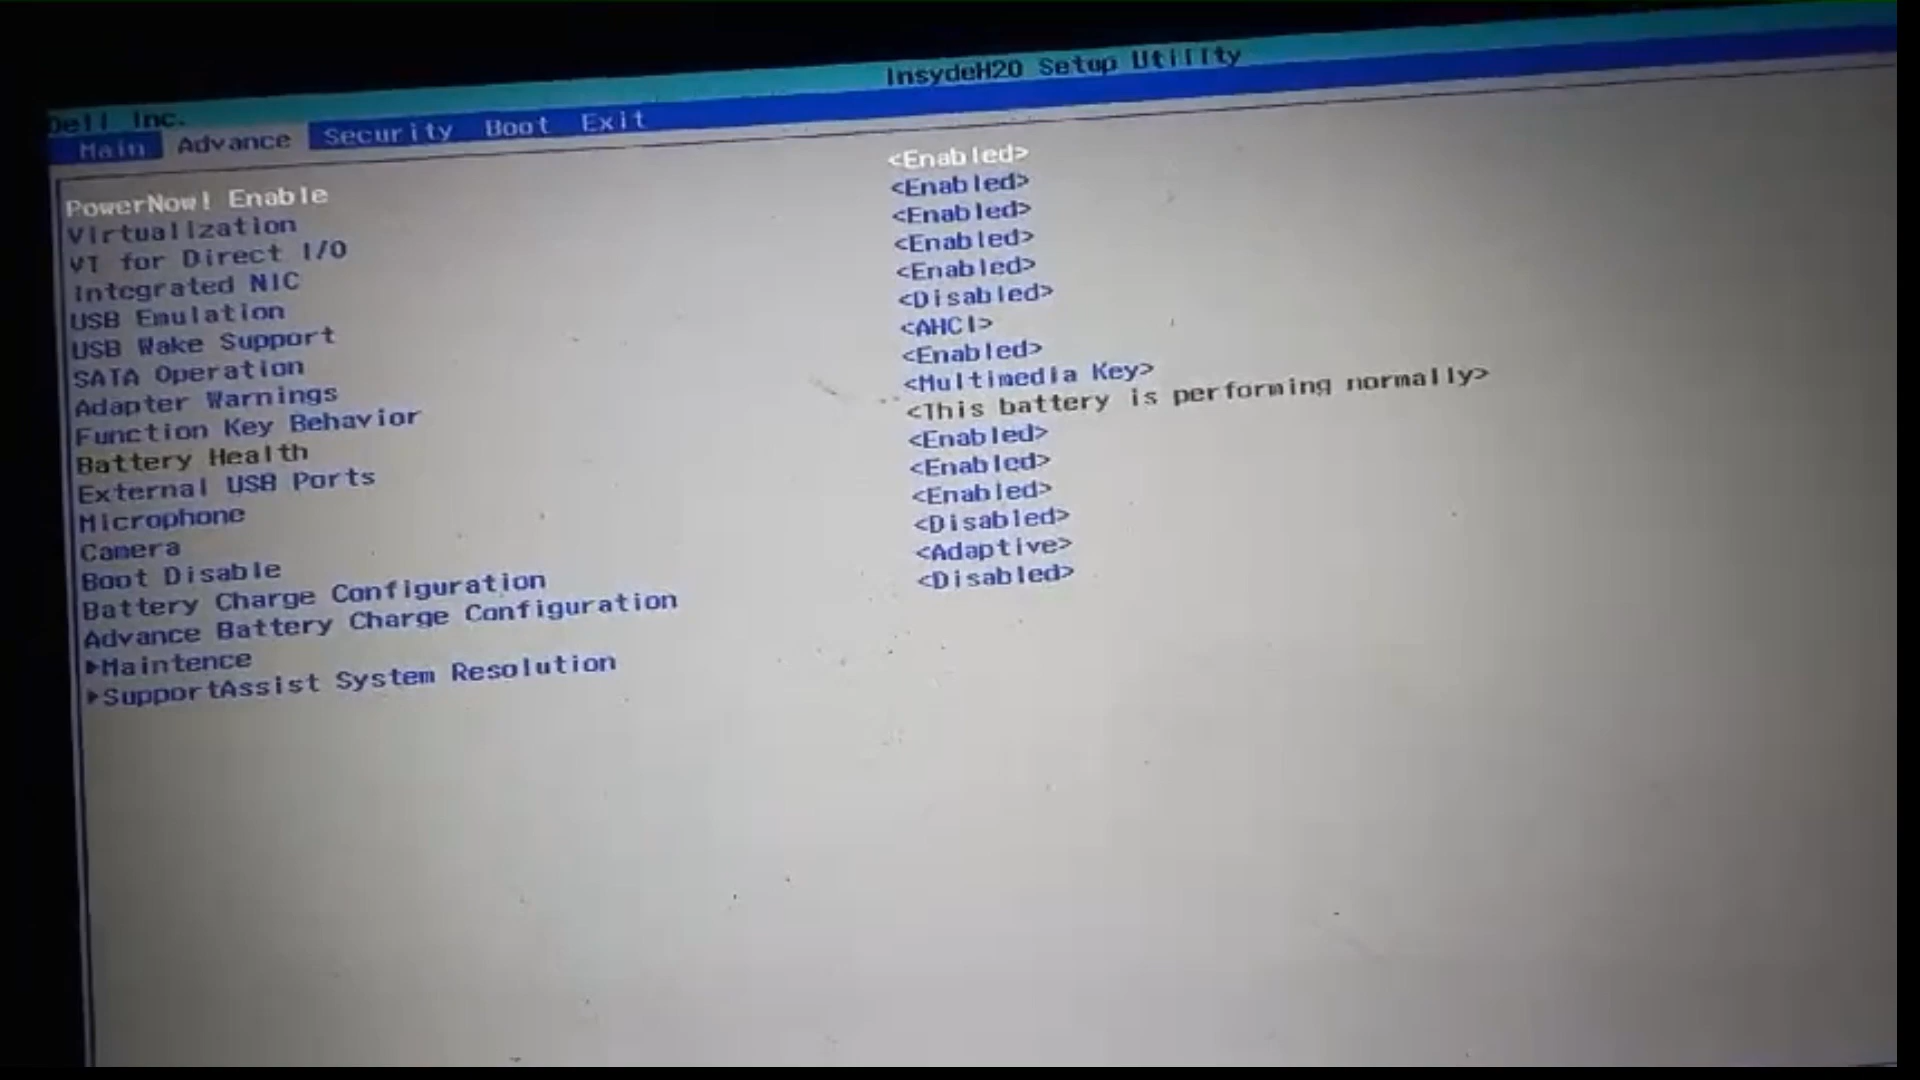 InsydeH20 Setup Utility
Dell Inc.
Main Advance Security Boot Exit
PowerNow! Enable <Enabled>
Virtualization <Enabled>
VT for Direct I/O <Enabled>
Integrated NIC <Enabled>
USB Emulation <Enabled>
USB Wake Support <Disabled>
SATA Operation <AHCI>
Adapter Warnings <Enabled>
Function Key Behavior <Multimedia Key>
Battery Health <This battery is performing normally>
External USB Ports <Enabled>
Microphone <Enabled>
Camera <Enabled>
Boot Disable <Disabled>
Battery Charge Configuration <Adaptive>
Advance Battery Charge Configuration <Disabled>
▶Maintence
▶SupportAssist System Resolution